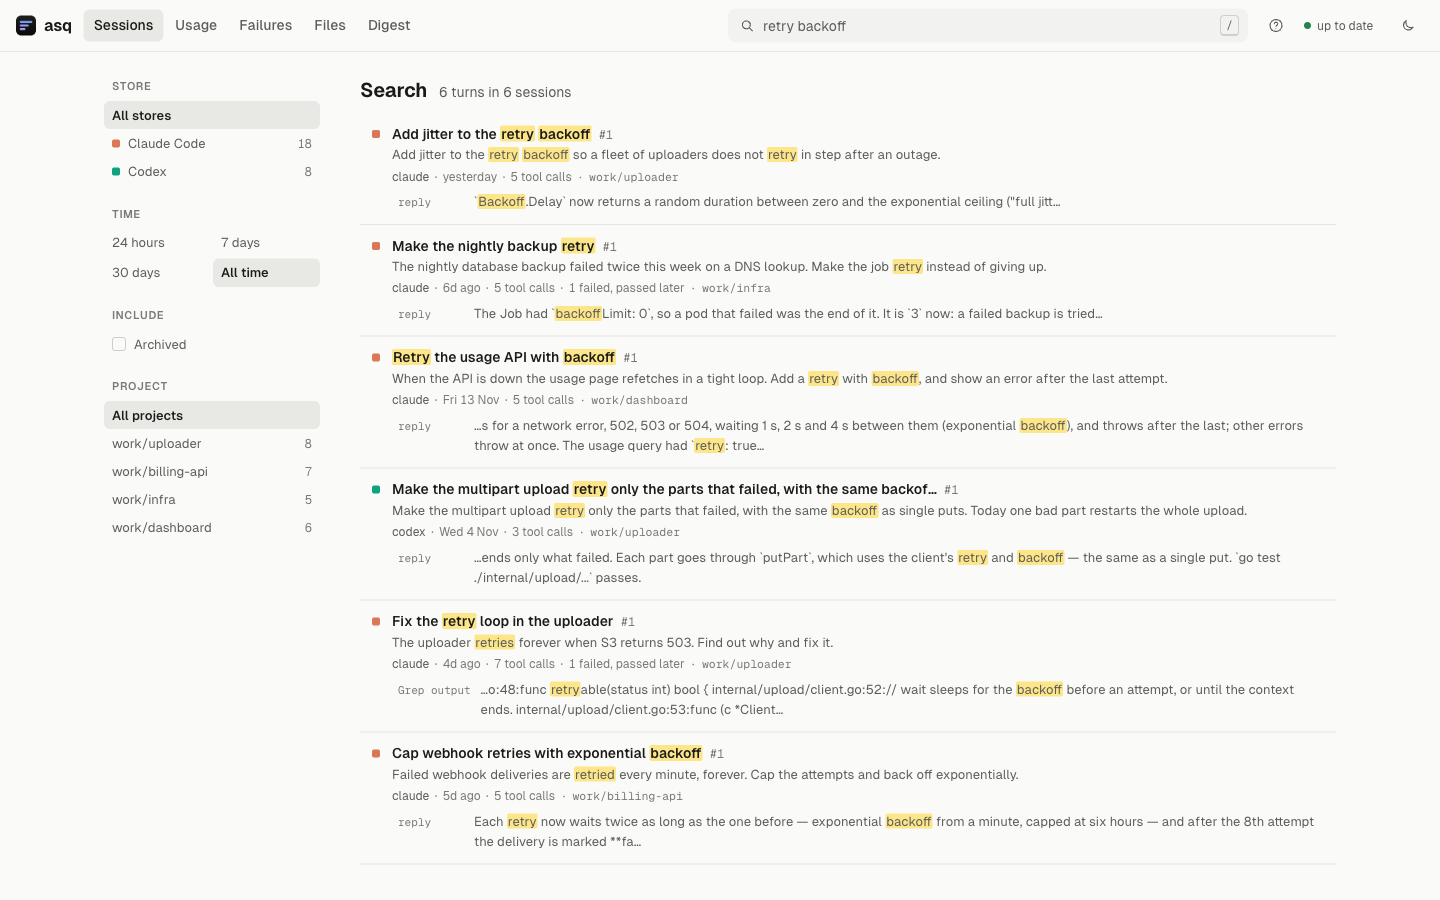 asq Sessions Usage Failures Files Digest retry backoff / up to date
STORE
All stores
Claude Code 18
Codex 8
TIME
24 hours 7 days
30 days All time
INCLUDE
Archived
PROJECT
All projects
work/uploader 8
work/billing-api 7
work/infra 5
work/dashboard 6
Search 6 turns in 6 sessions
Add jitter to the retry backoff #1
Add jitter to the retry backoff so a fleet of uploaders does not retry in step after an outage.
claude · yesterday · 5 tool calls · work/uploader
reply `Backoff.Delay` now returns a random duration between zero and the exponential ceiling ("full jitt…
Make the nightly backup retry #1
The nightly database backup failed twice this week on a DNS lookup. Make the job retry instead of giving up.
claude · 6d ago · 5 tool calls · 1 failed, passed later · work/infra
reply The Job had `backoffLimit: 0`, so a pod that failed was the end of it. It is `3` now: a failed backup is tried…
Retry the usage API with backoff #1
When the API is down the usage page refetches in a tight loop. Add a retry with backoff, and show an error after the last attempt.
claude · Fri 13 Nov · 5 tool calls · work/dashboard
reply …s for a network error, 502, 503 or 504, waiting 1 s, 2 s and 4 s between them (exponential backoff), and throws after the last; other errors
throw at once. The usage query had `retry: true…
Make the multipart upload retry only the parts that failed, with the same backof… #1
Make the multipart upload retry only the parts that failed, with the same backoff as single puts. Today one bad part restarts the whole upload.
codex · Wed 4 Nov · 3 tool calls · work/uploader
reply …ends only what failed. Each part goes through `putPart`, which uses the client's retry and backoff — the same as a single put. `go test
./internal/upload/…` passes.
Fix the retry loop in the uploader #1
The uploader retries forever when S3 returns 503. Find out why and fix it.
claude · 4d ago · 7 tool calls · 1 failed, passed later · work/uploader
Grep output …o:48:func retryable(status int) bool { internal/upload/client.go:52:// wait sleeps for the backoff before an attempt, or until the context
ends. internal/upload/client.go:53:func (c *Client…
Cap webhook retries with exponential backoff #1
Failed webhook deliveries are retried every minute, forever. Cap the attempts and back off exponentially.
claude · 5d ago · 5 tool calls · work/billing-api
reply Each retry now waits twice as long as the one before — exponential backoff from a minute, capped at six hours — and after the 8th attempt
the delivery is marked **fa…